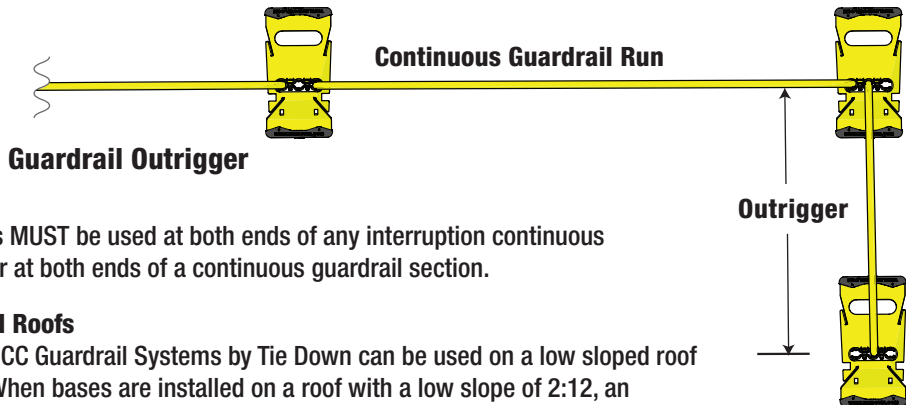 Continuous Guardrail Run
Guardrail Outrigger
Outrigger
MUST be used at both ends of any interruption continuous
at both ends of a continuous guardrail section.
Roofs
CC Guardrail Systems by Tie Down can be used on a low sloped roof
When bases are installed on a roof with a low slope of 2:12, an